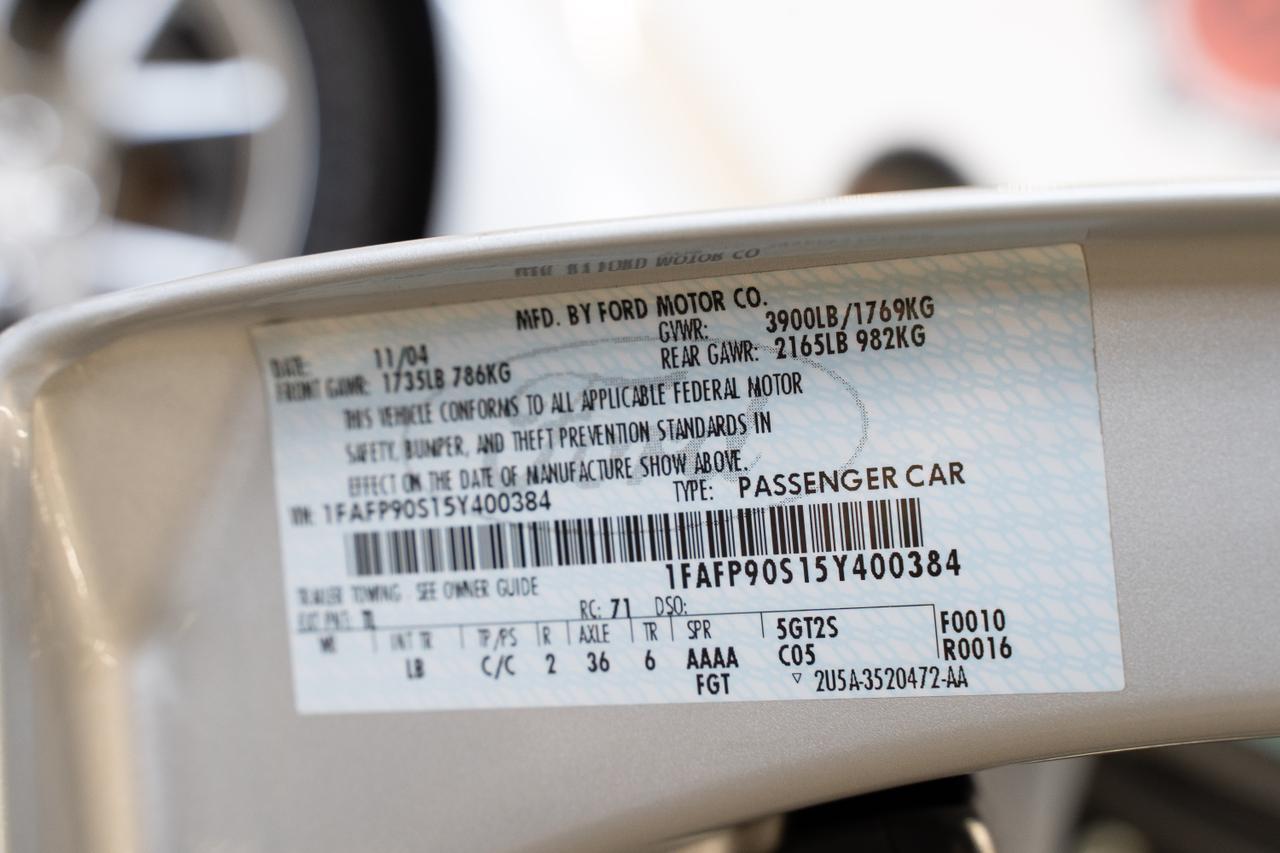 MFD. BY FORD MOTOR CO.
DATE: 11/04 GVWR: 3900LB/1769KG
FRONT GAWR: 1735LB 786KG REAR GAWR: 2165LB 982KG
THIS VEHICLE CONFORMS TO ALL APPLICABLE FEDERAL MOTOR
SAFETY, BUMPER, AND THEFT PREVENTION STANDARDS IN
EFFECT ON THE DATE OF MANUFACTURE SHOW ABOVE.
VIN: 1FAFP90S15Y400384 TYPE: PASSENGER CAR
1FAFP90S15Y400384
TRAILER TOWING - SEE OWNER GUIDE
EXT PNT: RC: 71 DSO:
INT TR TP/PS R AXLE TR SPR 5GT2S F0010
LB C/C 2 36 6 AAAA C05 R0016
FGT ▽ 2U5A-3520472-AA